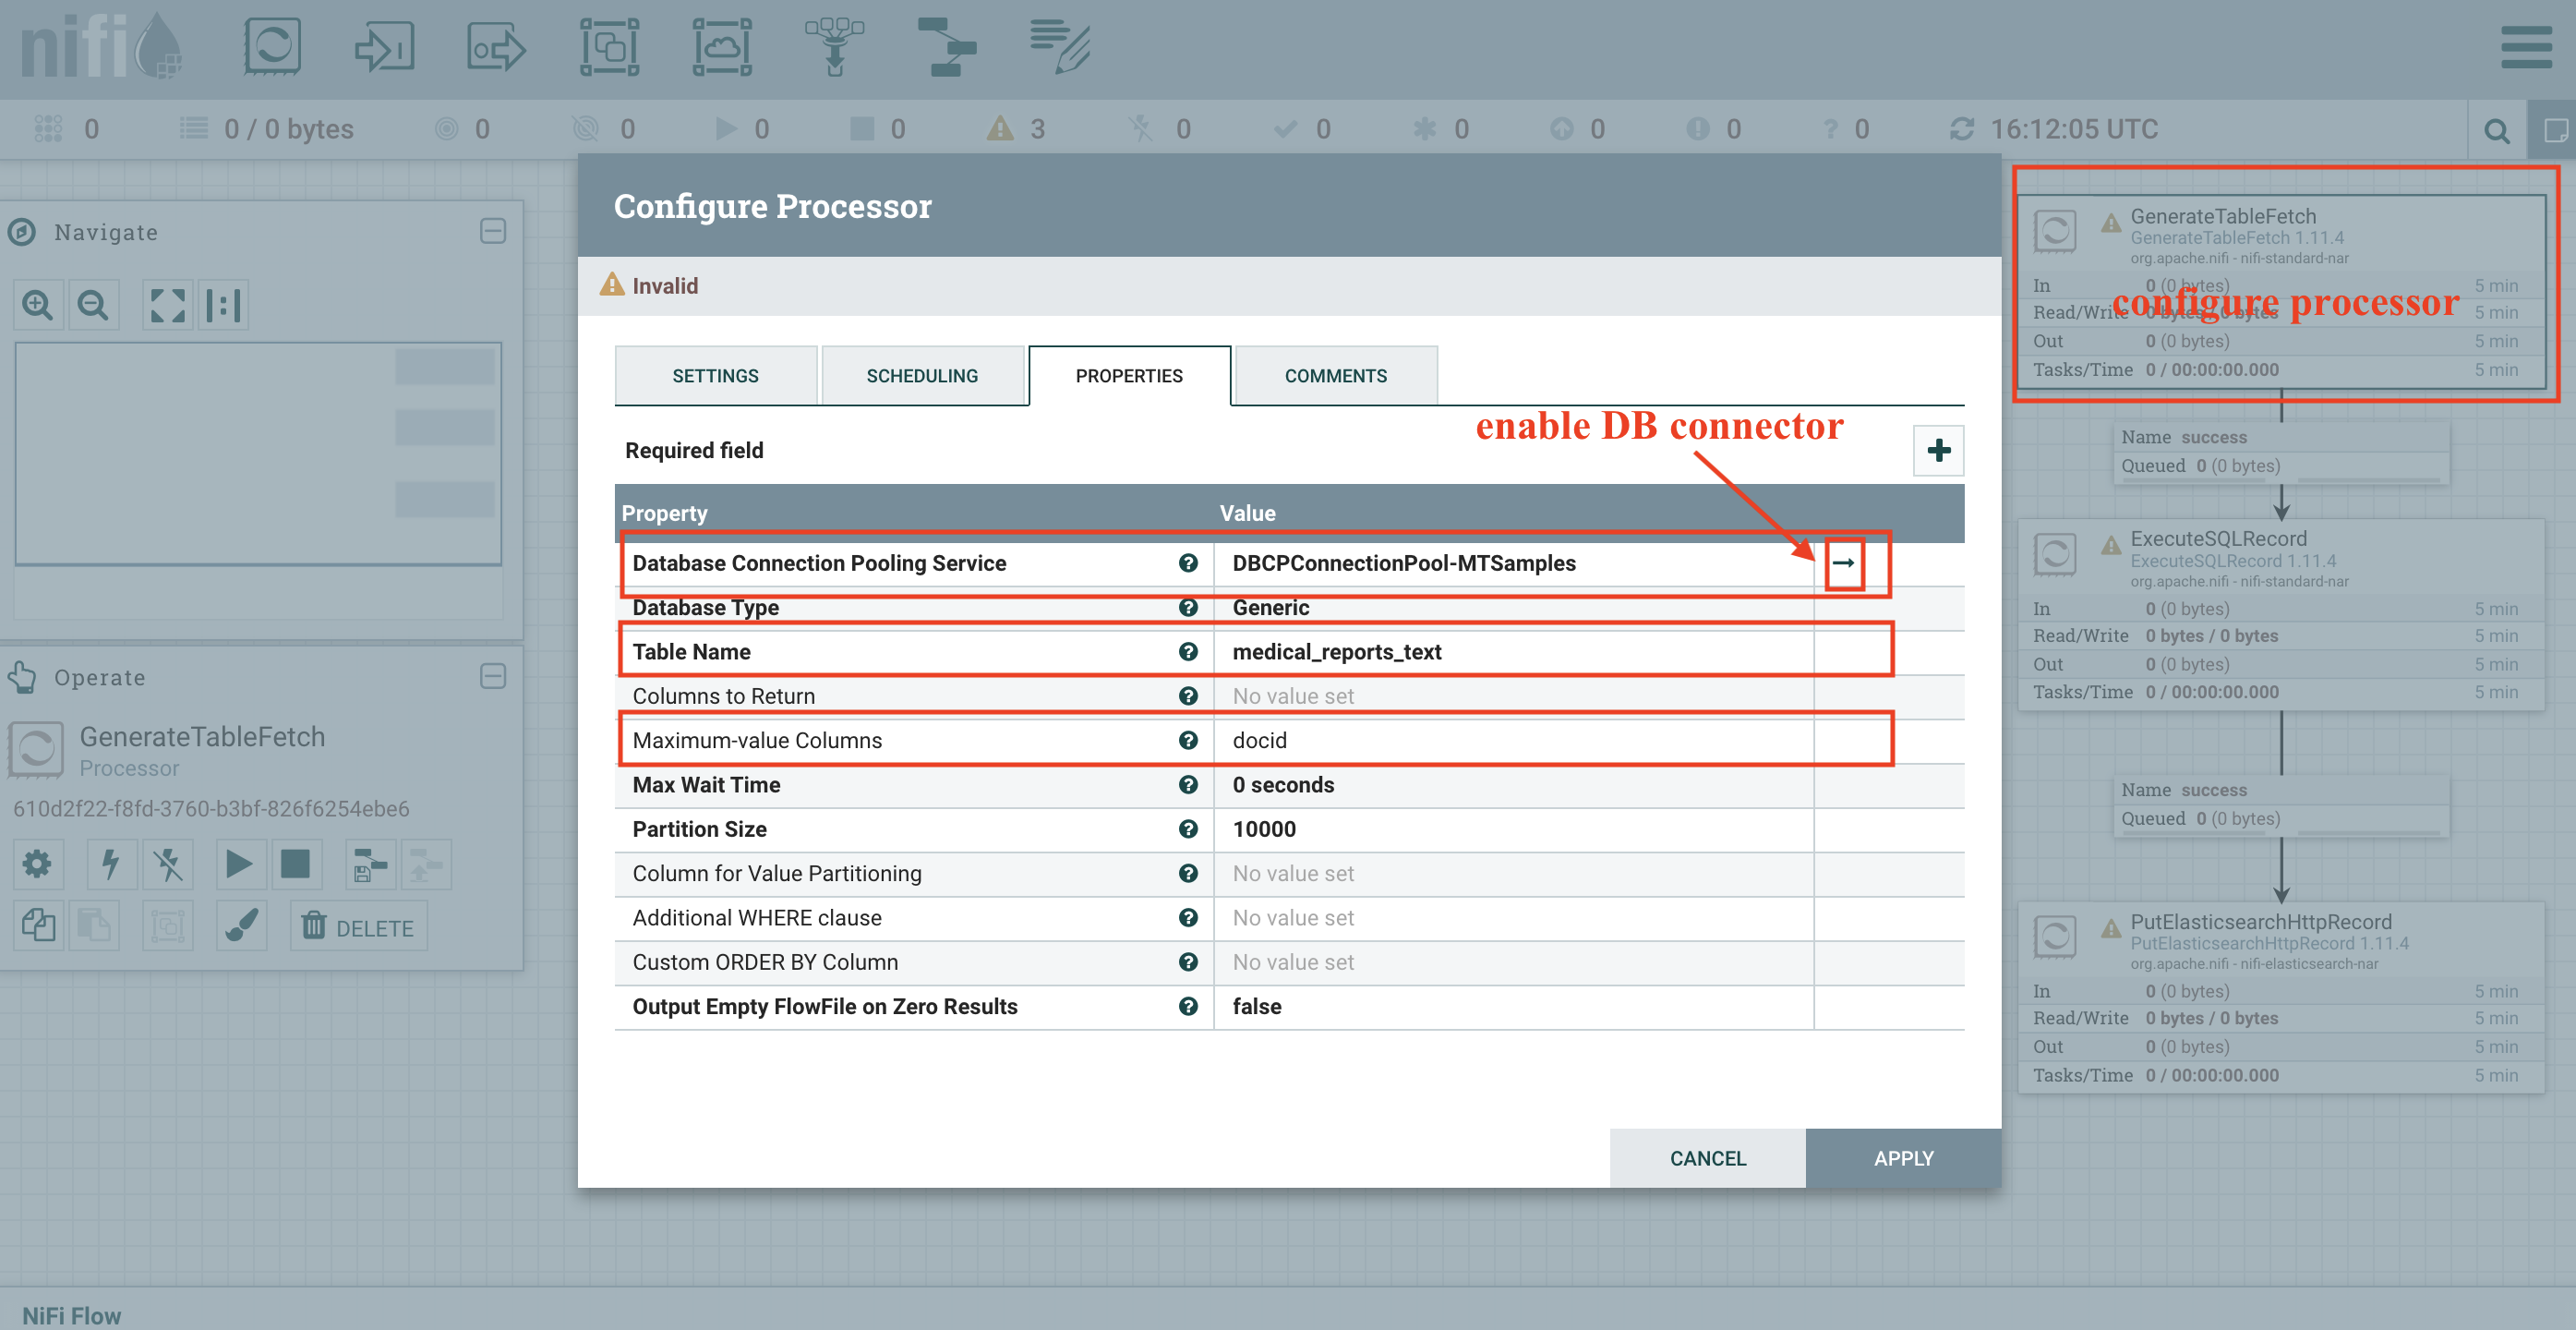 nifi
0
0 / 0 bytes
0
0
0
0
3
0
0
0
0
0
0
16:12:05 UTC
Navigate
Operate
GenerateTableFetch
Processor
610d2f22-f8fd-3760-b3bf-826f6254ebe6
DELETE
NiFi Flow
Configure Processor
Invalid
SETTINGS
SCHEDULING
PROPERTIES
COMMENTS
enable DB connector
Required field
Property Value
Database Connection Pooling Service ? DBCPConnectionPool-MTSamples
Database Type ? Generic
Table Name ? medical_reports_text
Columns to Return ? No value set
Maximum-value Columns ? docid
Max Wait Time ? 0 seconds
Partition Size ? 10000
Column for Value Partitioning ? No value set
Additional WHERE clause ? No value set
Custom ORDER BY Column ? No value set
Output Empty FlowFile on Zero Results ? false
CANCEL
APPLY
GenerateTableFetch
GenerateTableFetch 1.11.4
org.apache.nifi - nifi-standard-nar
In 0 (0 bytes) 5 min
configure processor
Read/Write 0 bytes / 0 bytes 5 min
Out 0 (0 bytes) 5 min
Tasks/Time 0 / 00:00:00.000 5 min
Name success
Queued 0 (0 bytes)
ExecuteSQLRecord
ExecuteSQLRecord 1.11.4
org.apache.nifi - nifi-standard-nar
In 0 (0 bytes) 5 min
Read/Write 0 bytes / 0 bytes 5 min
Out 0 (0 bytes) 5 min
Tasks/Time 0 / 00:00:00.000 5 min
Name success
Queued 0 (0 bytes)
PutElasticsearchHttpRecord
PutElasticsearchHttpRecord 1.11.4
org.apache.nifi - nifi-elasticsearch-nar
In 0 (0 bytes) 5 min
Read/Write 0 bytes / 0 bytes 5 min
Out 0 (0 bytes) 5 min
Tasks/Time 0 / 00:00:00.000 5 min